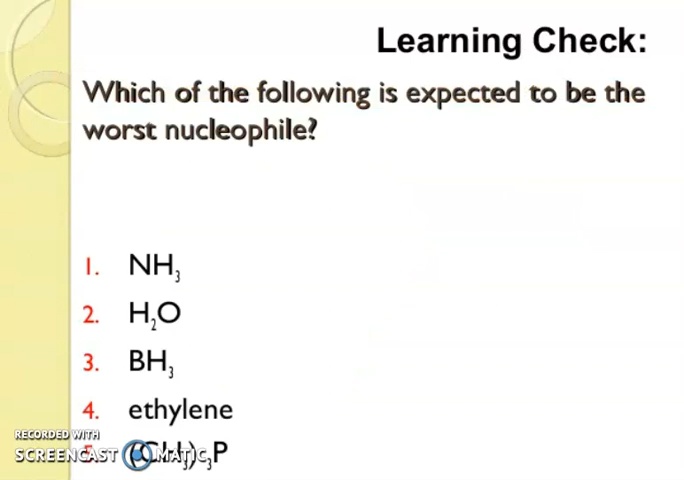 Learning Check:
Which of the following is expected to be the
worst nucleophile?
1. NH₃
2. H₂O
3. BH₃
4. ethylene
RECORDED WITH
5. (CH₃)₃P
SCREENCAST MATIC